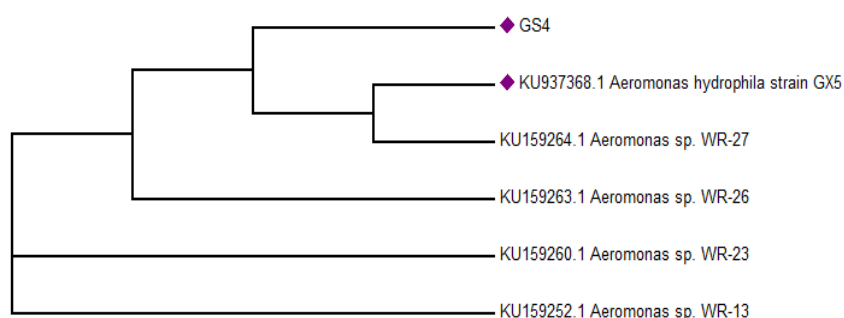 GS4
KU937368.1 Aeromonas hydrophila strain GX5
KU159264.1 Aeromonas sp. WR-27
KU159263.1 Aeromonas sp. WR-26
KU159260.1 Aeromonas sp. WR-23
KU159252.1 Aeromonas sp. WR-13